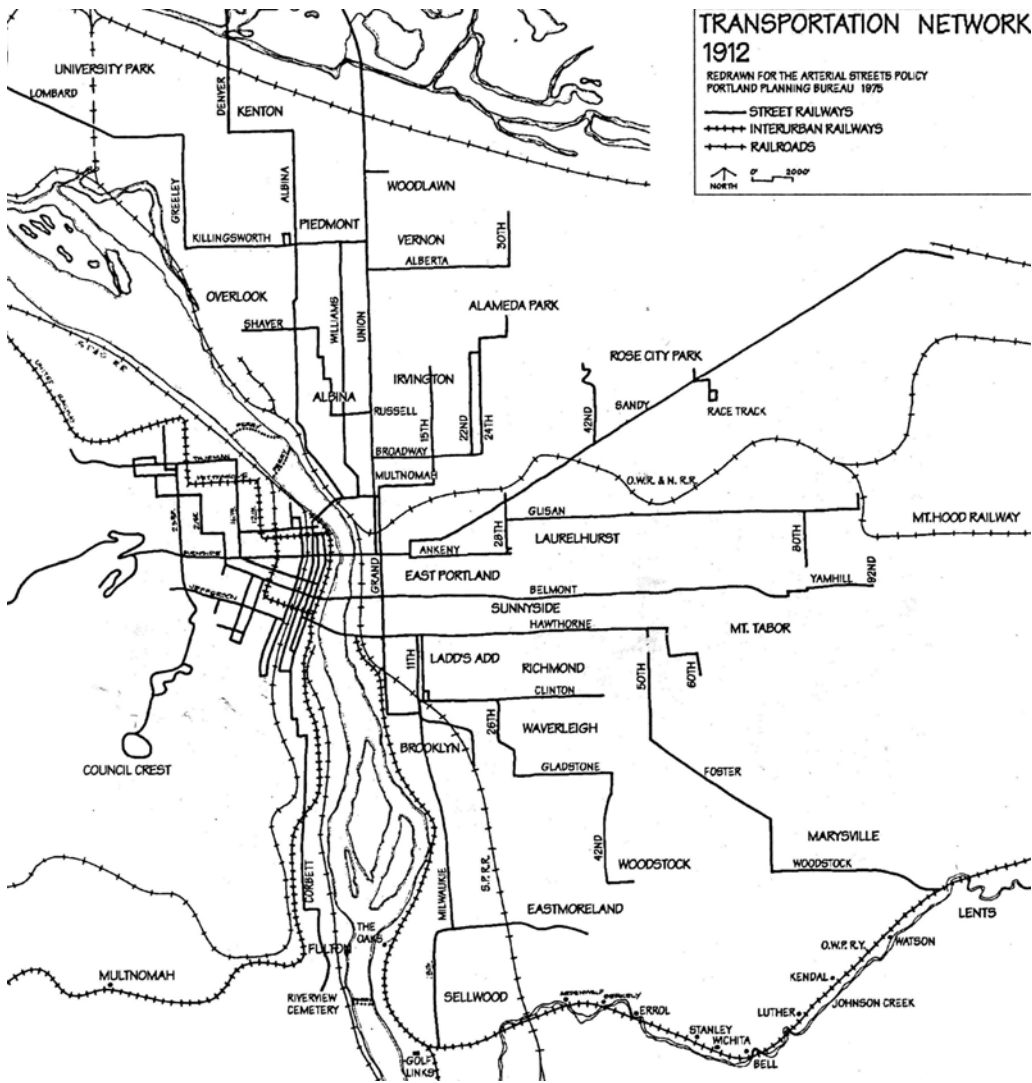 TRANSPORTATION NETWORK
1912
REDRAWN FOR THE ARTERIAL STREETS POLICY
PORTLAND PLANNING BUREAU 1975
STREET RAILWAYS
INTERURBAN RAILWAYS
RAILROADS
NORTH
0' 2000'
UNIVERSITY PARK
LOMBARD
DENVER
KENTON
GREELEY
ALBINA
WOODLAWN
PIEDMONT
KILLINGSWORTH
VERNON
ALBERTA
30TH
OVERLOOK
SHAVER
WILLIAMS
UNION
ALAMEDA PARK
IRVINGTON
ALBINA
RUSSELL
15TH
22ND
24TH
ROSE CITY PARK
42ND
SANDY
RACE TRACK
BROADWAY
MULTNOMAH
O.W.R. & N. R.R.
GLISAN
28TH
LAURELHURST
80TH
MT. HOOD RAILWAY
ANKENY
EAST PORTLAND
GRAND
YAMHILL
92ND
BELMONT
SUNNYSIDE
HAWTHORNE
MT. TABOR
JEFFERSON
11TH
LADD'S ADD
RICHMOND
50TH
60TH
CLINTON
26TH
WAVERLEIGH
BROOKLYN
GLADSTONE
FOSTER
COUNCIL CREST
42ND
WOODSTOCK
MARYSVILLE
WOODSTOCK
CORBETT
MILWAUKIE
S.P.R.R.
EASTMORELAND
LENTS
THE
OAKS
FULTON
O.W.P.R.Y.
WATSON
MULTNOMAH
KENDAL
RIVERVIEW
CEMETERY
SELLWOOD
JOHNSON CREEK
ERROL
LUTHER
STANLEY
WICHITA
BELL
GOLF
LINKS